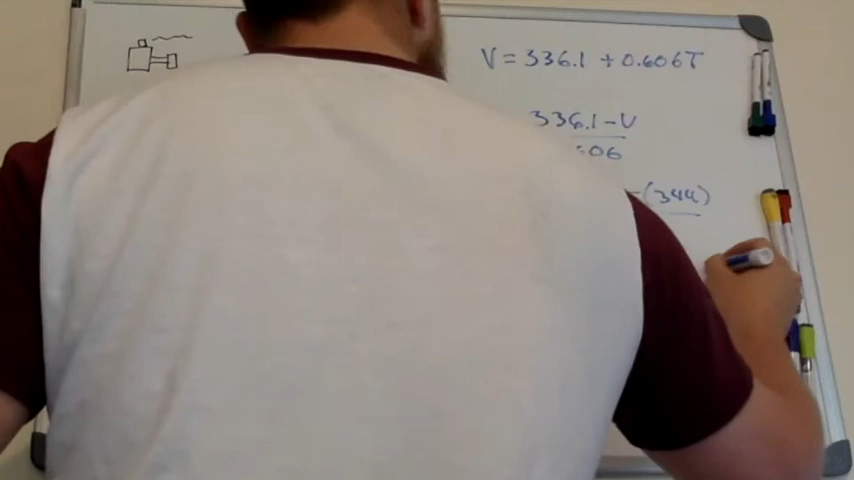 V = 336.1 + 0.606T
336.1 - V
606
-(344)